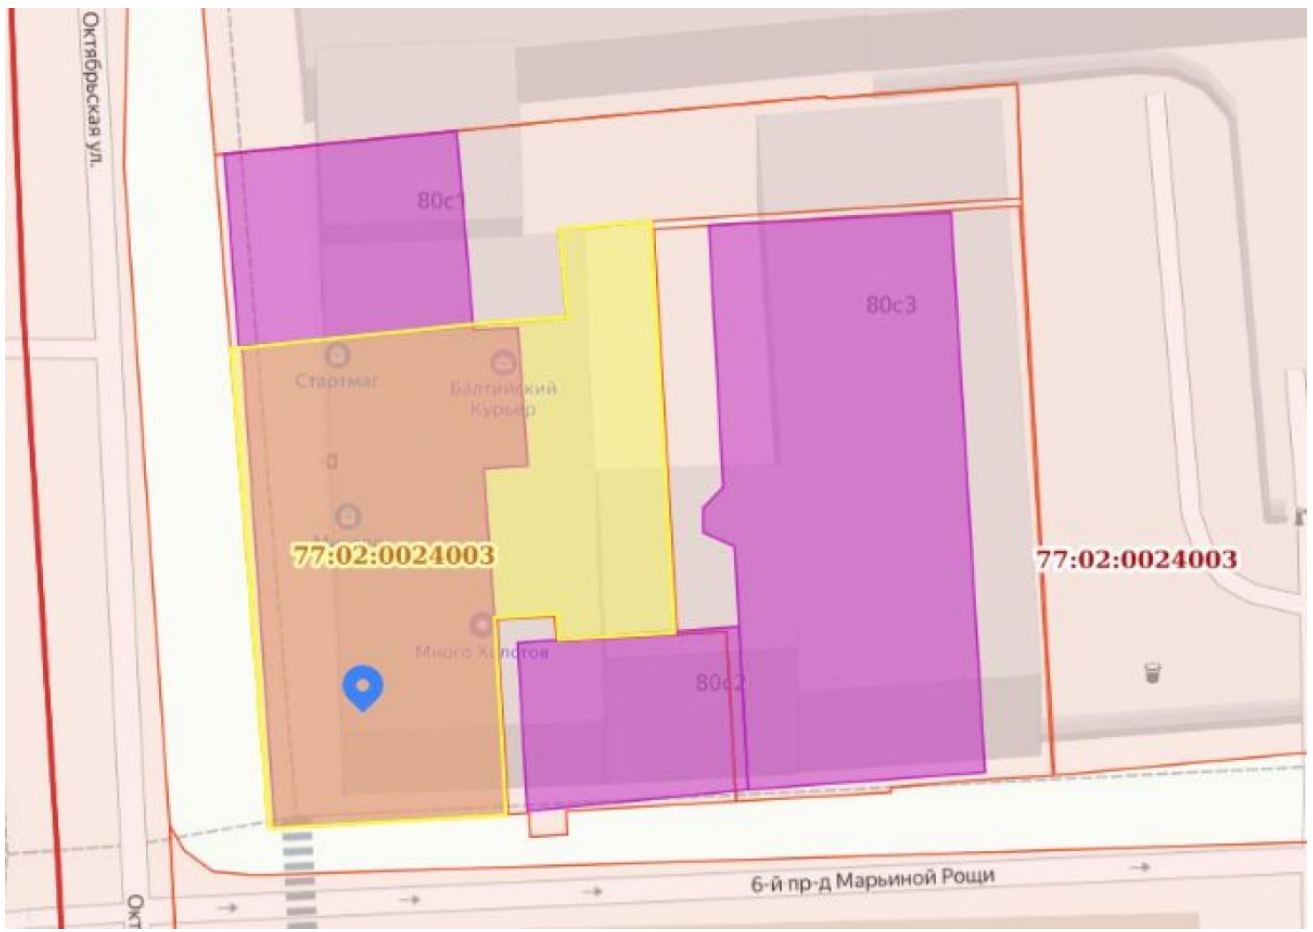 Октябрьская ул.
80с1
80с3
Стартмаг
Балтийский
Курьер
77:02:0024003
77:02:0024003
Много Холстов
80с2
6-й пр-д Марьиной Рощи
Окт